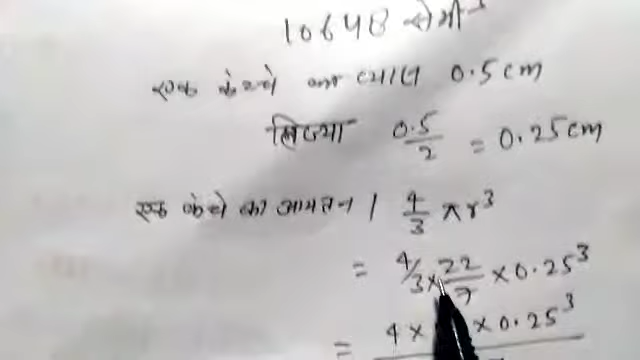 10648 सेमी³
एक कंचे का व्यास 0.5 cm
त्रिज्या 0.5/2 = 0.25 cm
एक कंचे का आयतन | 4/3 πr³
= 4/3 × 22/7 × 0.25³
= 4 × × 0.25³